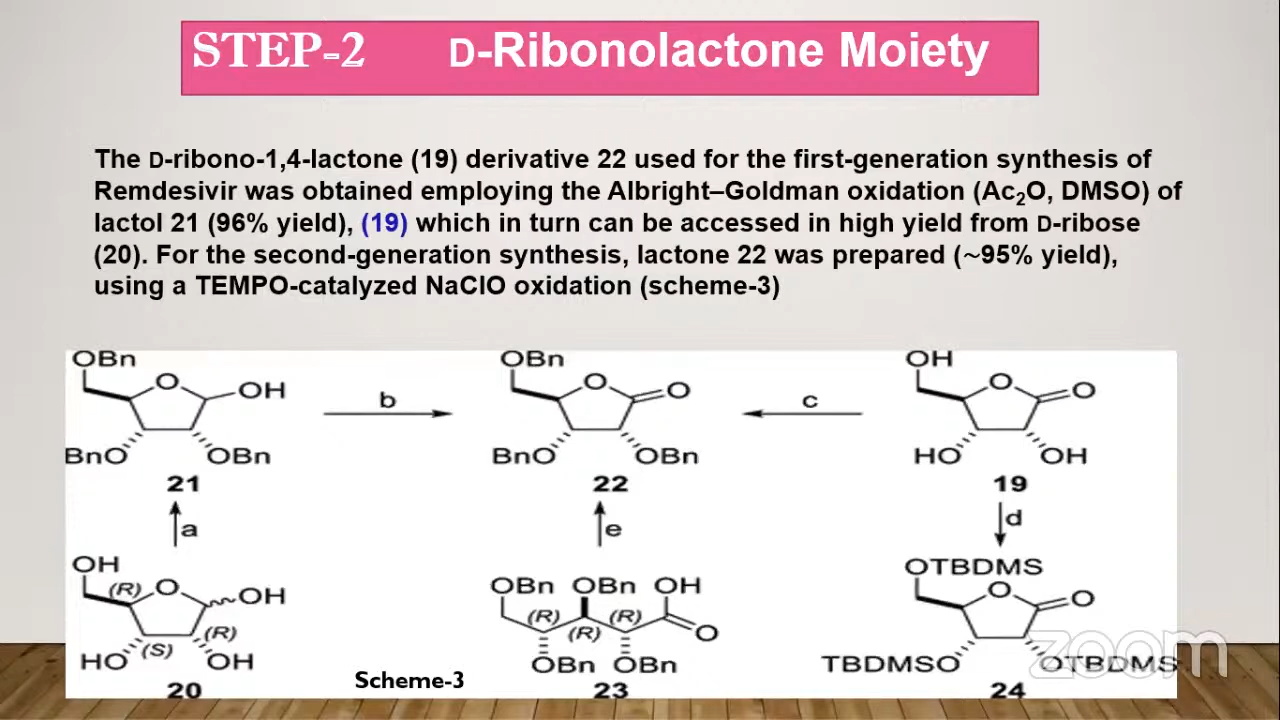 STEP-2 D-Ribonolactone Moiety
The D-ribono-1,4-lactone (19) derivative 22 used for the first-generation synthesis of
Remdesivir was obtained employing the Albright–Goldman oxidation (Ac₂O, DMSO) of
lactol 21 (96% yield), (19) which in turn can be accessed in high yield from D-ribose
(20). For the second-generation synthesis, lactone 22 was prepared (~95% yield),
using a TEMPO-catalyzed NaClO oxidation (scheme-3)
OBn OBn OH
O OH O O O O
b c
BnO OBn BnO OBn HO OH
21 22 19
a e d
OH OBn OBn OH OTBDMS
(R) O OH (R) (R) (R) O O O
(S) (R)
HO OH OBn OBn TBDMSO OTBDMS
zoom
20 Scheme-3 23 24